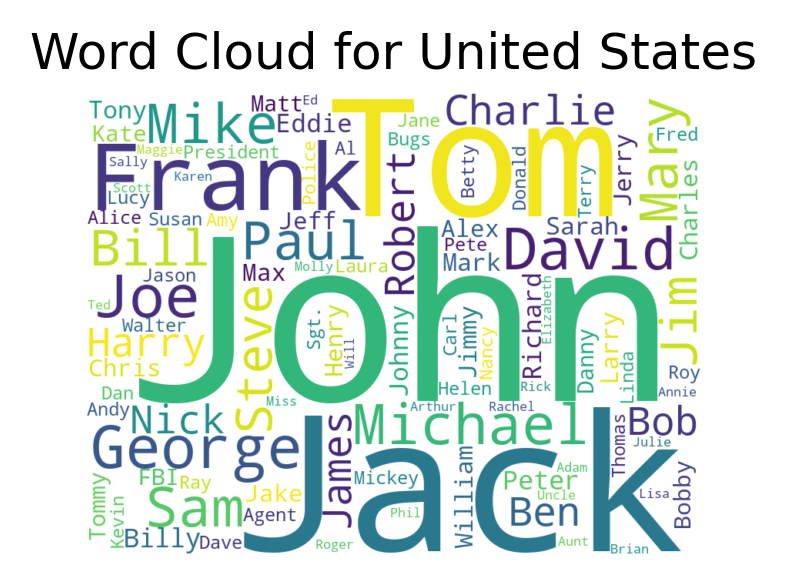 Word Cloud for United States
Tony
Mike
Matt
Ed
Tom
Jane
Charlie
Mary
Fred
Kate
Eddie
Bugs
Maggie
President
Al
Sally
Frank
Police
Karen
Scott
Lucy
Betty
Donald
Terry
Jerry
Robert
Charles
Alice
Susan
Amy
Jeff
Paul
Alex
Sarah
Pete
David
Bill
Jason
Max
Molly
Laura
Mark
Joe
John
Jim
Ted
Walter
Steve
Sgt.
Henry
Will
Johnny
Carl
Jimmy
Nancy
Richard
Elizabeth
Danny
Larry
Linda
Harry
Chris
Roy
Dan
Helen
Rick
Annie
Andy
Nick
Miss
Arthur
Rachel
Michael
Thomas
Bob
Julie
George
Jack
James
FBI
Ray
Mickey
William
Peter
Adam
Uncle
Lisa
Bobby
Tommy
Kevin
Sam
Jake
Agent
Phil
Ben
Billy
Dave
Roger
Aunt
Brian